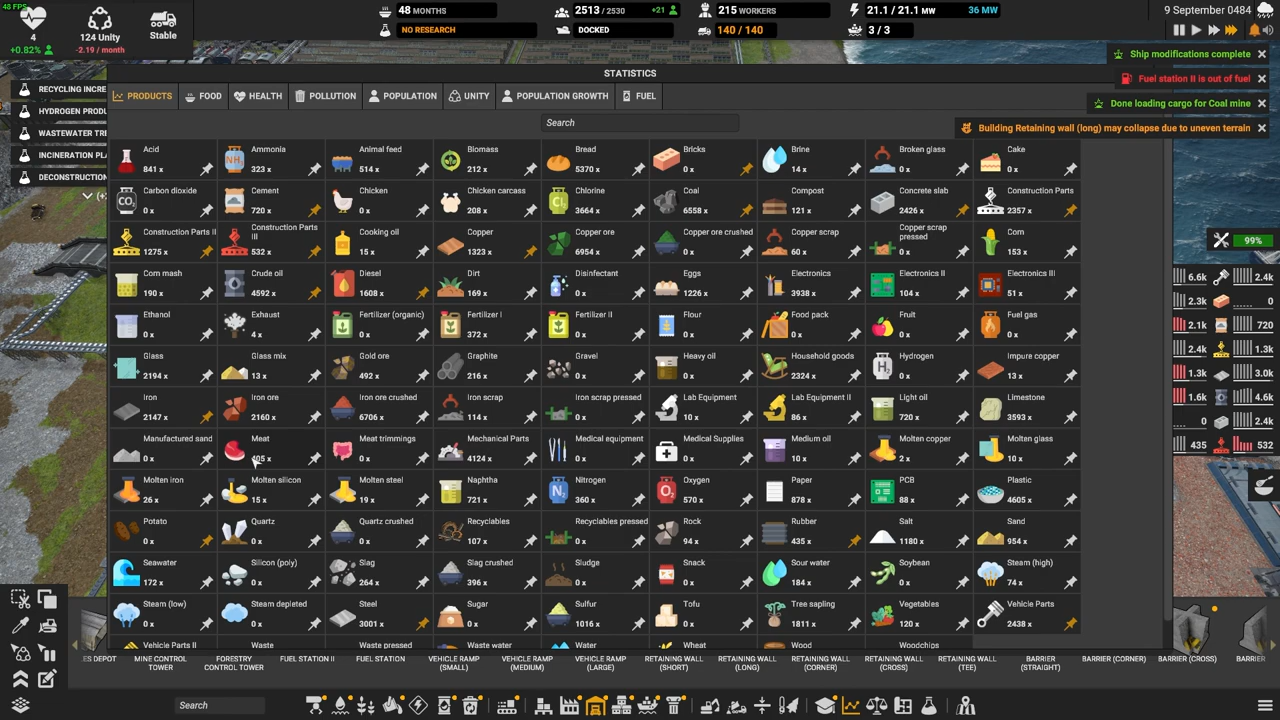 48 FPS
4
+0.82%
124 Unity
-2.19 / month
Stable
48 MONTHS
NO RESEARCH
2513 / 2530 +21
DOCKED
215 WORKERS
140 / 140
21.1 / 21.1 MW 36 MW
3 / 3
9 September 0484
Ship modifications complete
Fuel station II is out of fuel
Done loading cargo for Coal mine
Building Retaining wall (long) may collapse due to uneven terrain
RECYCLING INCRE
HYDROGEN PRODU
WASTEWATER TRE
INCINERATION PLA
DECONSTRUCTION
STATISTICS
PRODUCTS FOOD HEALTH POLLUTION POPULATION UNITY POPULATION GROWTH FUEL
Search
Acid Ammonia Animal feed Biomass Bread Bricks Brine Broken glass Cake
841 x 323 x 514 x 212 x 5370 x 0 x 14 x 0 x 0 x
Carbon dioxide Cement Chicken Chicken carcass Chlorine Coal Compost Concrete slab Construction Parts
0 x 720 x 0 x 208 x 3664 x 6558 x 121 x 2426 x 2357 x
Construction Parts II Construction Parts III Cooking oil Copper Copper ore Copper ore crushed Copper scrap Copper scrap pressed Corn
1275 x 532 x 15 x 1323 x 6954 x 0 x 60 x 0 x 153 x
Corn mash Crude oil Diesel Dirt Disinfectant Eggs Electronics Electronics II Electronics III
190 x 4592 x 1608 x 169 x 0 x 1226 x 3938 x 104 x 51 x
Ethanol Exhaust Fertilizer (organic) Fertilizer I Fertilizer II Flour Food pack Fruit Fuel gas
0 x 4 x 0 x 372 x 0 x 0 x 0 x 0 x 0 x
Glass Glass mix Gold ore Graphite Gravel Heavy oil Household goods Hydrogen Impure copper
2194 x 13 x 492 x 216 x 0 x 0 x 2324 x 0 x 13 x
Iron Iron ore Iron ore crushed Iron scrap Iron scrap pressed Lab Equipment Lab Equipment II Light oil Limestone
2147 x 2160 x 6706 x 114 x 0 x 10 x 86 x 720 x 3593 x
Manufactured sand Meat Meat trimmings Mechanical Parts Medical equipment Medical Supplies Medium oil Molten copper Molten glass
0 x 405 x 0 x 4124 x 0 x 0 x 10 x 2 x 10 x
Molten iron Molten silicon Molten steel Naphtha Nitrogen Oxygen Paper PCB Plastic
26 x 15 x 19 x 721 x 360 x 570 x 878 x 88 x 4605 x
Potato Quartz Quartz crushed Recyclables Recyclables pressed Rock Rubber Salt Sand
0 x 0 x 0 x 107 x 0 x 94 x 435 x 1180 x 954 x
Seawater Silicon (poly) Slag Slag crushed Sludge Snack Sour water Soybean Steam (high)
172 x 0 x 264 x 396 x 0 x 0 x 184 x 0 x 74 x
Steam (low) Steam depleted Steel Sugar Sulfur Tofu Tree sapling Vegetables Vehicle Parts
0 x 0 x 3001 x 0 x 1016 x 0 x 1811 x 120 x 2438 x
Vehicle Parts II Waste Waste pressed Waste water Water Wheat Wood Woodchips
99%
6.6k 2.4k
2.3k 0
2.1k 720
2.4k 1.3k
1.3k 3.0k
1.6k 4.6k
0 2.4k
435 532
ES DEPOT MINE CONTROL TOWER FORESTRY CONTROL TOWER FUEL STATION II FUEL STATION VEHICLE RAMP (SMALL) VEHICLE RAMP (MEDIUM) VEHICLE RAMP (LARGE) RETAINING WALL (SHORT) RETAINING WALL (LONG) RETAINING WALL (CORNER) RETAINING WALL (CROSS) RETAINING WALL (TEE) BARRIER (STRAIGHT) BARRIER (CORNER) BARRIER (CROSS) BARRIER
Search